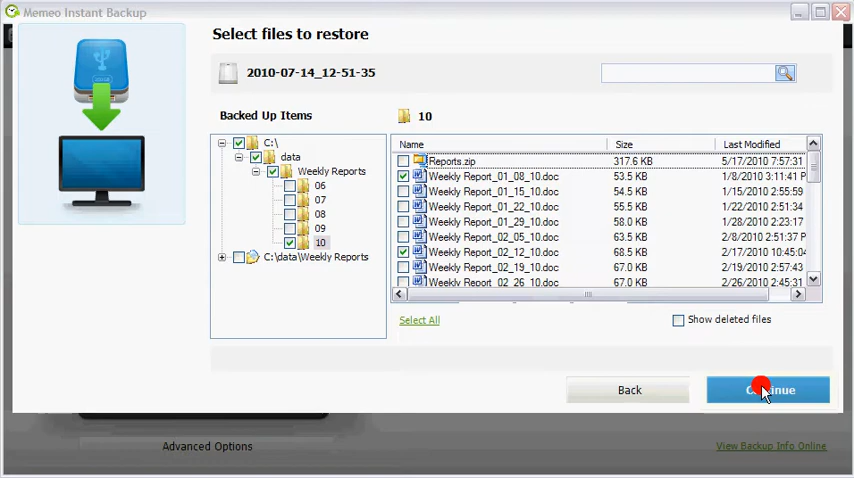 Memeo Instant Backup
Select files to restore
2010-07-14_12-51-35
Backed Up Items
10
C:\
data
Weekly Reports
06
07
08
09
10
C:\data\Weekly Reports
Name Size Last Modified
Reports.zip 317.6 KB 5/17/2010 7:57:31
Weekly Report_01_08_10.doc 53.5 KB 1/8/2010 3:11:41 P
Weekly Report_01_15_10.doc 54.5 KB 1/15/2010 2:55:59
Weekly Report_01_22_10.doc 55.5 KB 1/22/2010 2:51:34
Weekly Report_01_29_10.doc 58.0 KB 1/28/2010 2:23:17
Weekly Report_02_05_10.doc 63.5 KB 2/8/2010 2:51:37 P
Weekly Report_02_12_10.doc 68.5 KB 2/17/2010 10:45:04
Weekly Report_02_19_10.doc 67.0 KB 2/19/2010 2:57:43
Weekly Report_02_26_10.doc 67.0 KB 2/26/2010 2:45:31
Select All
Show deleted files
Back
Continue
Advanced Options
View Backup Info Online